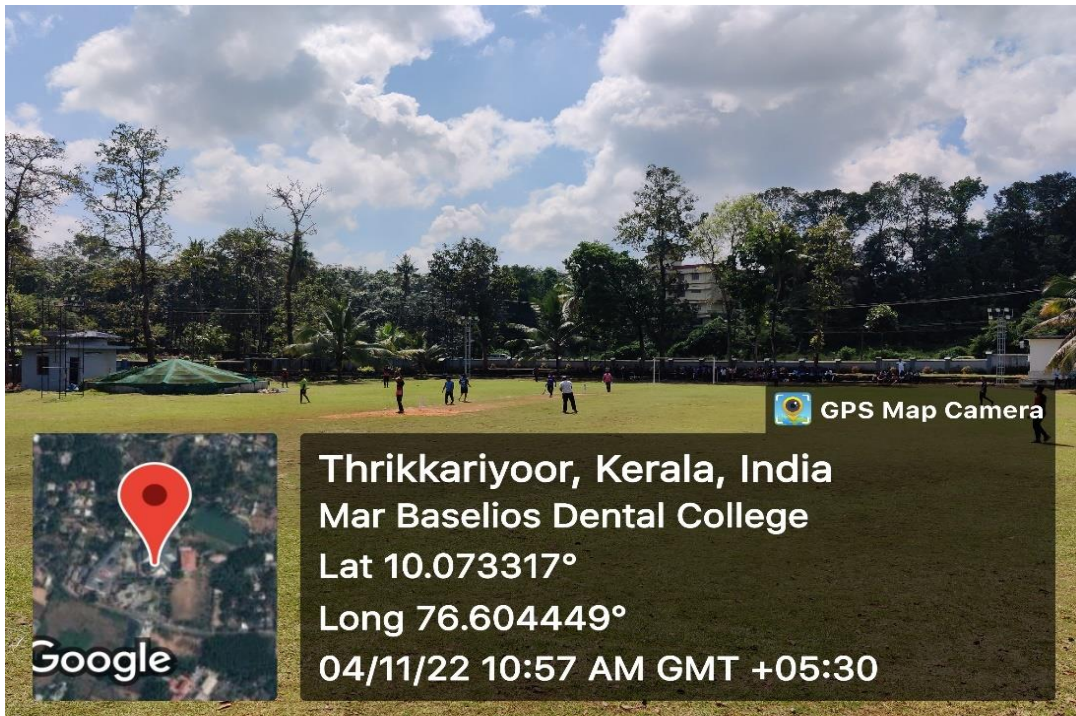 GPS Map Camera
Thrikkariyoor, Kerala, India
Mar Baselios Dental College
Lat 10.073317°
Long 76.604449°
04/11/22 10:57 AM GMT +05:30
Google